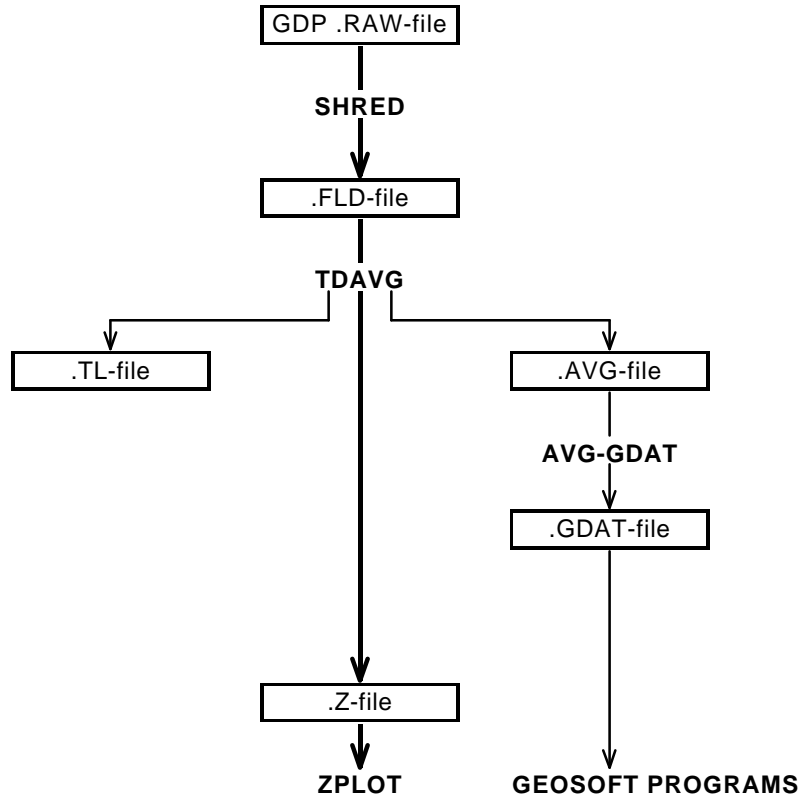 GDP .RAW-file
SHRED
.FLD-file
TDAVG
.TL-file
.AVG-file
AVG-GDAT
.GDAT-file
.Z-file
ZPLOT
GEOSOFT PROGRAMS